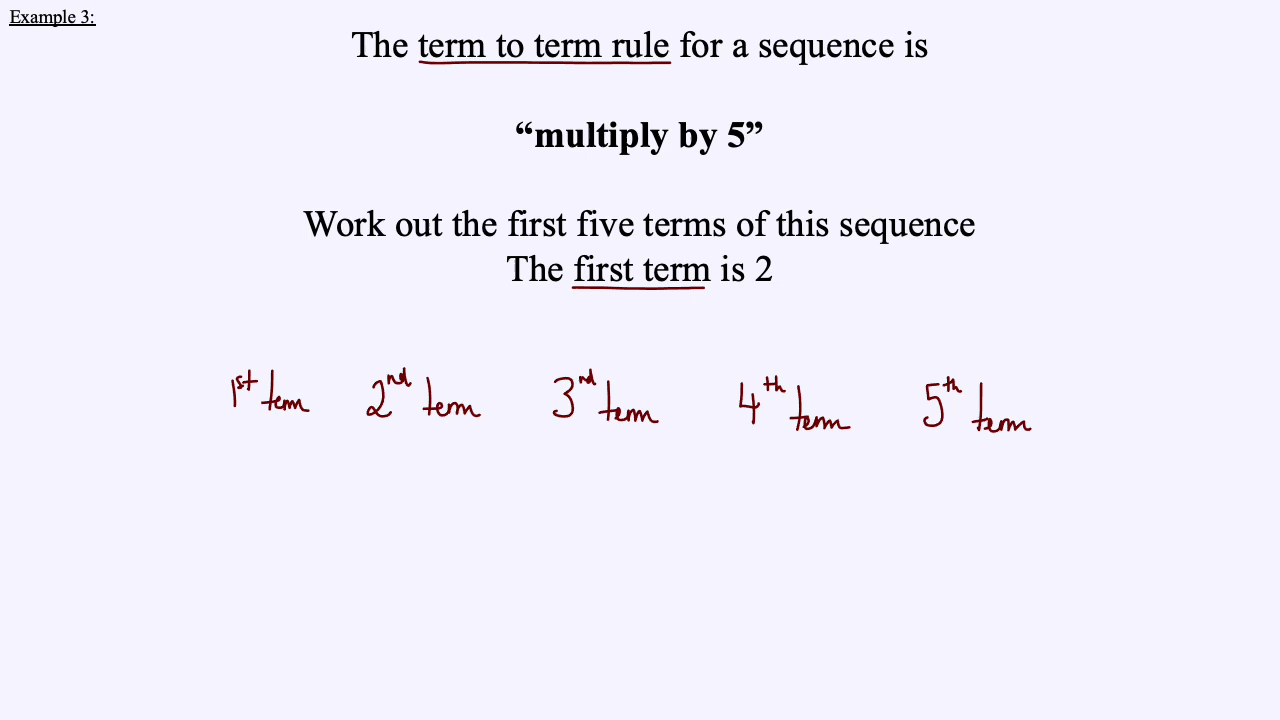 Example 3:
The term to term rule for a sequence is
“multiply by 5”
Work out the first five terms of this sequence
The first term is 2
1st term 2nd term 3rd term 4th term 5th term